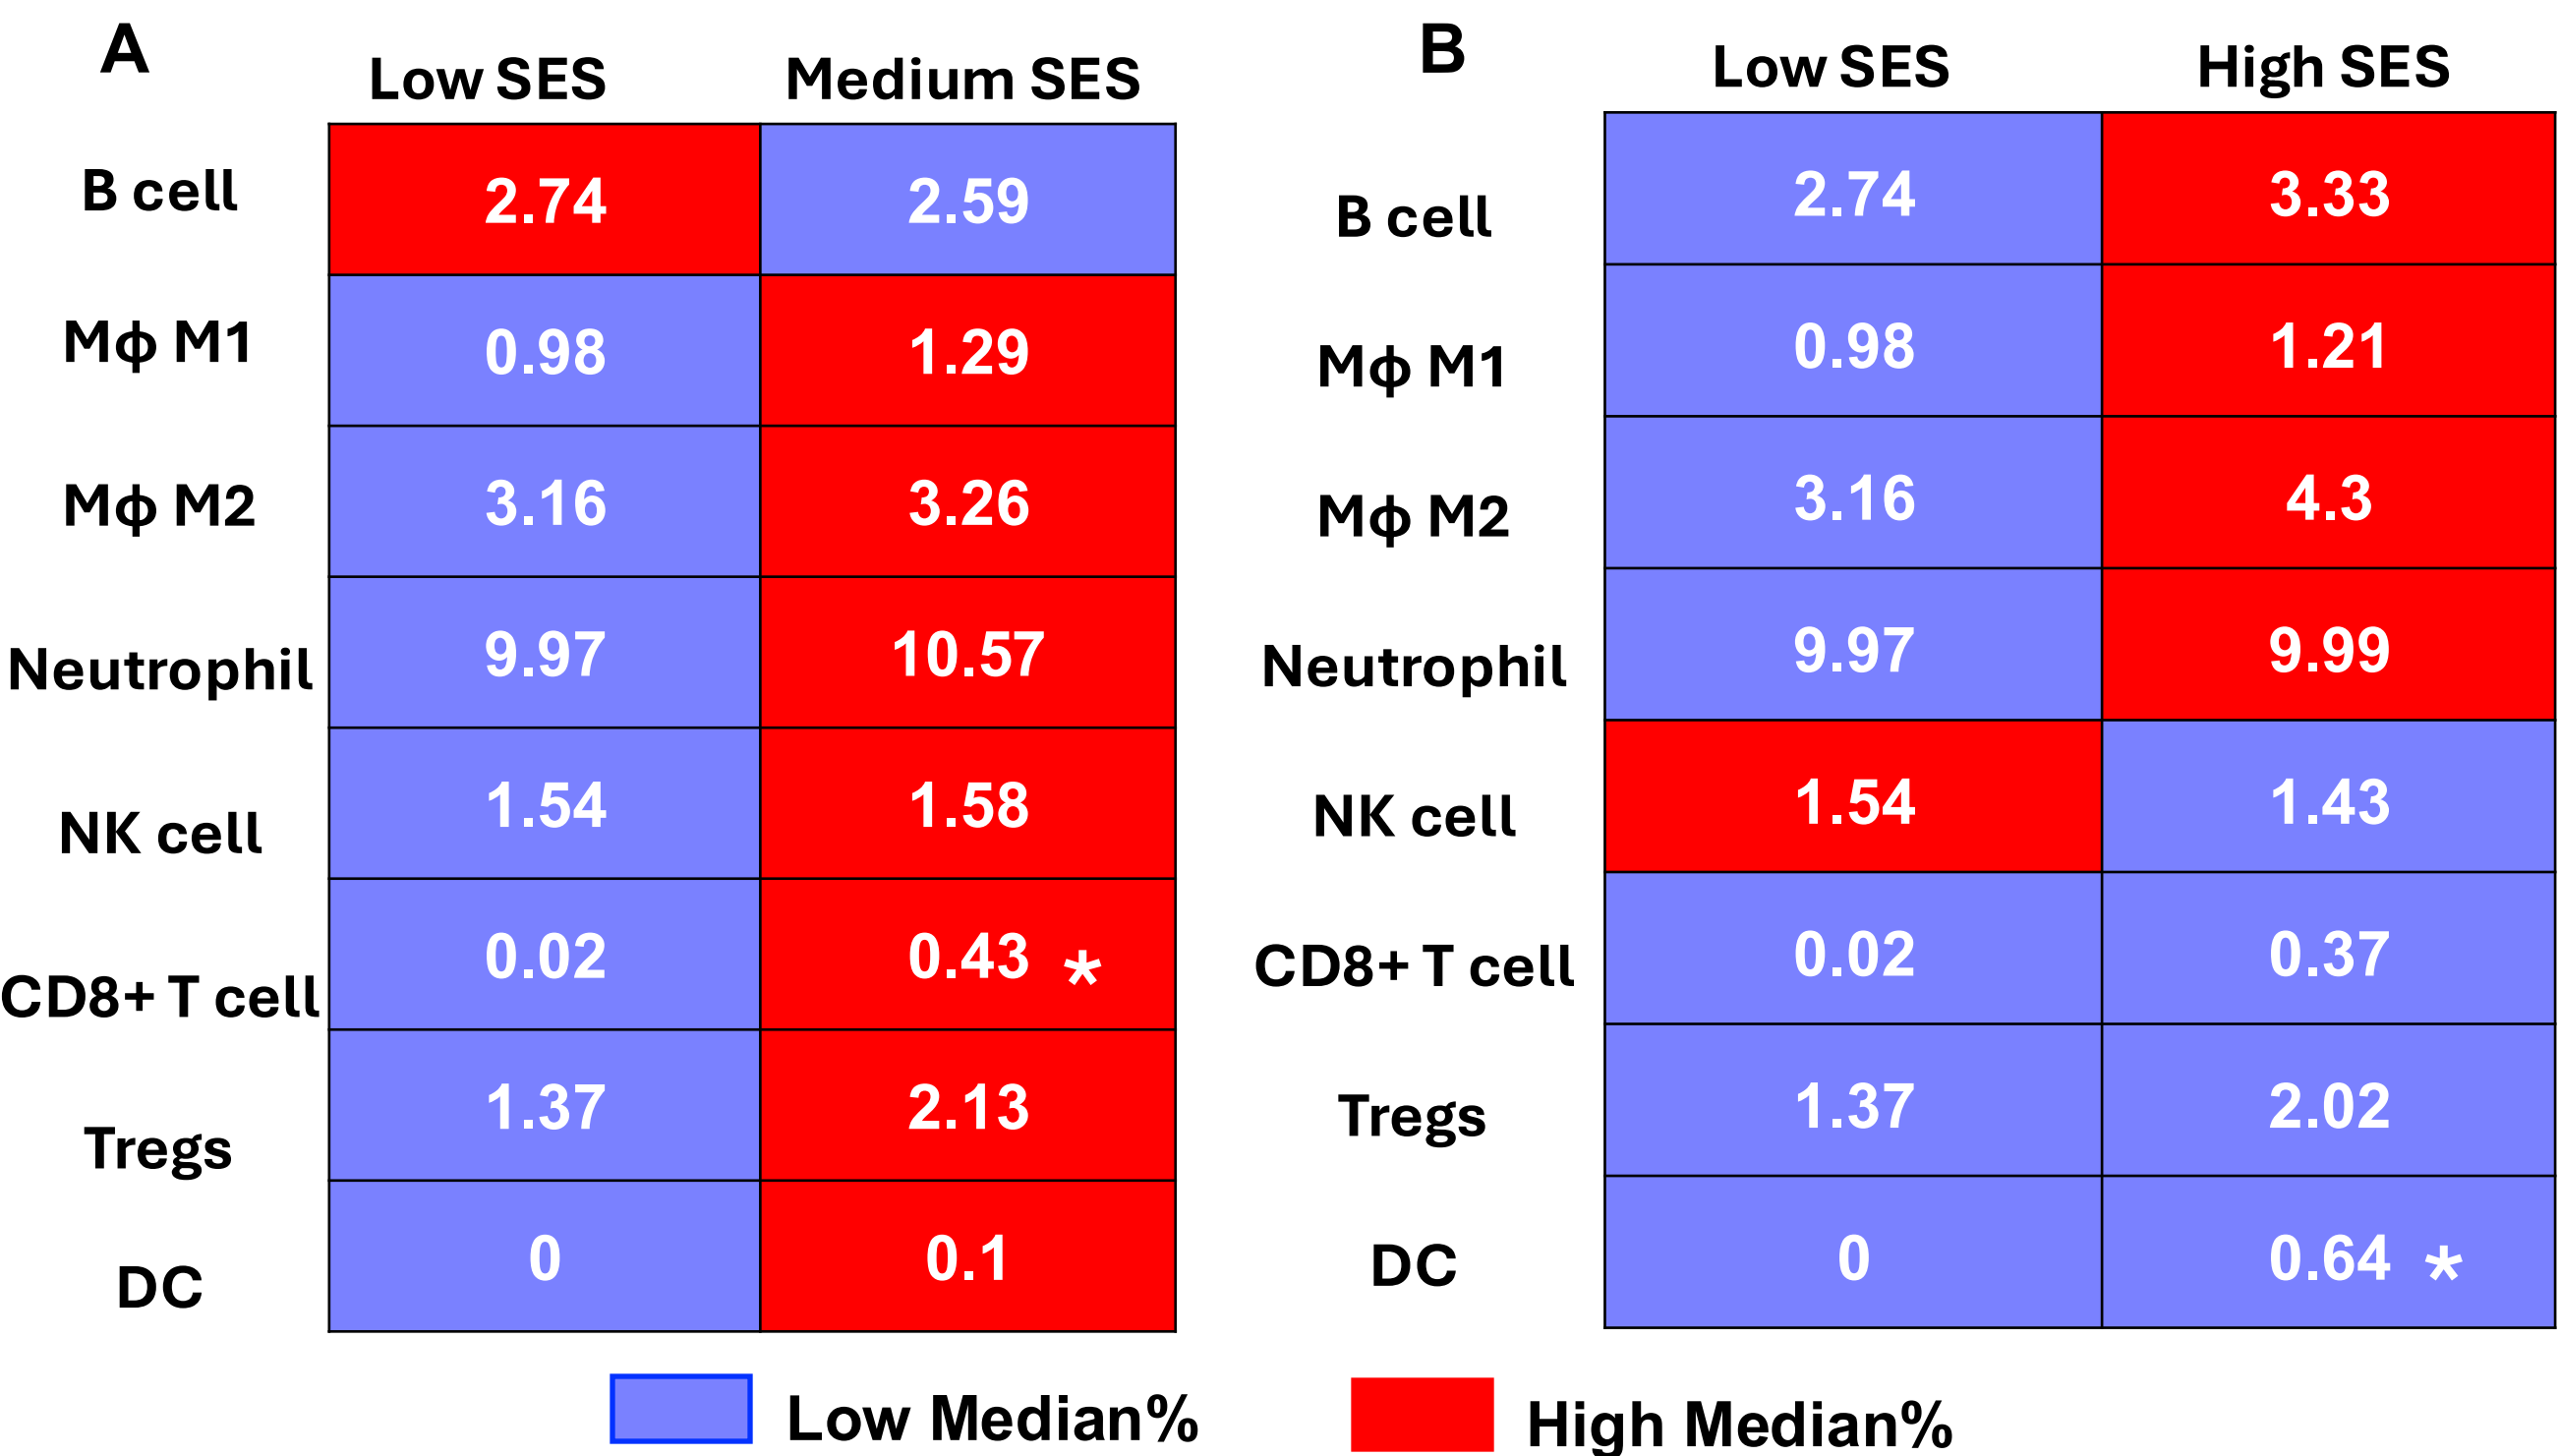 A
Low SES Medium SES
B cell 2.74 2.59
Mϕ M1 0.98 1.29
Mϕ M2 3.16 3.26
Neutrophil 9.97 10.57
NK cell 1.54 1.58
CD8+ T cell 0.02 0.43 *
Tregs 1.37 2.13
DC 0 0.1
B
Low SES High SES
B cell 2.74 3.33
Mϕ M1 0.98 1.21
Mϕ M2 3.16 4.3
Neutrophil 9.97 9.99
NK cell 1.54 1.43
CD8+ T cell 0.02 0.37
Tregs 1.37 2.02
DC 0 0.64 *
Low Median% High Median%